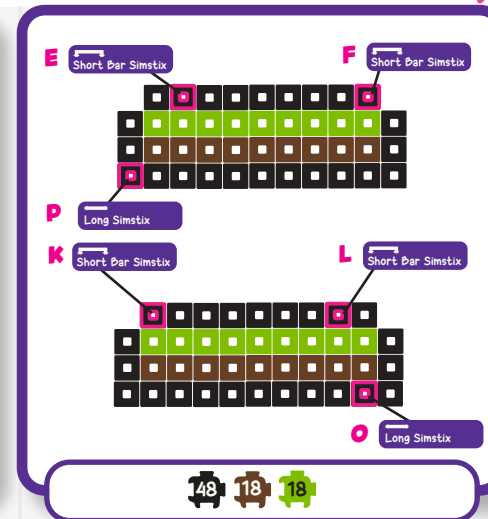 E
Short Bar Simstix
F
Short Bar Simstix
P
Long Simstix
K
Short Bar Simstix
L
Short Bar Simstix
O
Long Simstix
48 18 18